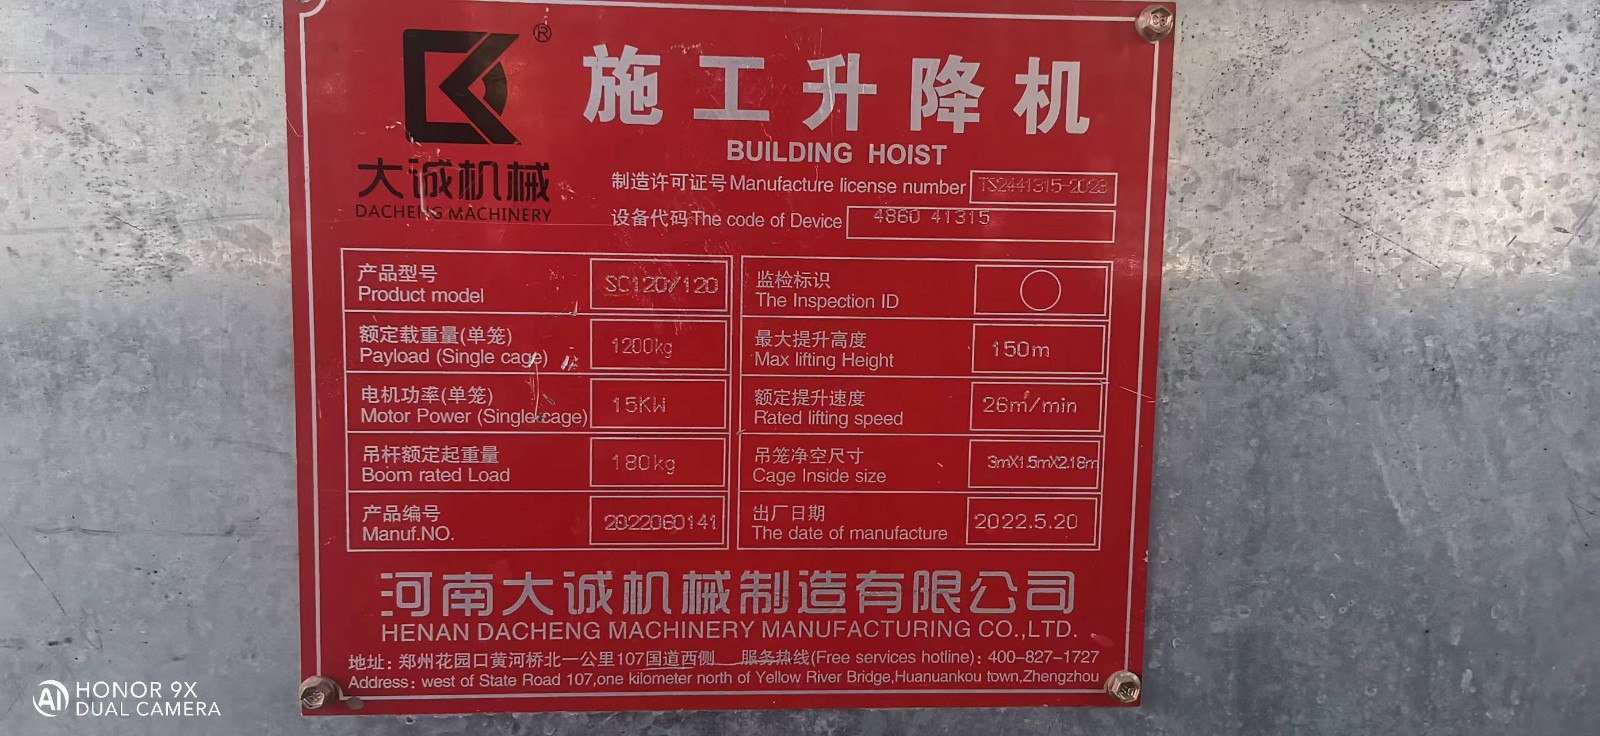 ®
施工升降机
BUILDING HOIST
大诚机械
DACHENG MACHINERY
制造许可证号 Manufacture license number TS2441315-2023
设备代码 The code of Device 4860 41315
产品型号
Product model SC120/120
监检标识
The Inspection ID
额定载重量(单笼)
Payload (Single cage) 1200kg
最大提升高度
Max lifting Height 150m
电机功率(单笼)
Motor Power (Single cage) 15KW
额定提升速度
Rated lifting speed 26m/min
吊杆额定起重量
Boom rated Load 180kg
吊笼净空尺寸
Cage Inside size 3mX1.5mX2.18m
产品编号
Manuf.NO. 2022060141
出厂日期
The date of manufacture 2022.5.20
河南大诚机械制造有限公司
HENAN DACHENG MACHINERY MANUFACTURING CO.,LTD.
地址: 郑州花园口黄河桥北一公里107国道西侧 服务热线(Free services hotline): 400-827-1727
Address: west of State Road 107,one kilometer north of Yellow River Bridge,Huanuankou town,Zhengzhou
HONOR 9X
DUAL CAMERA